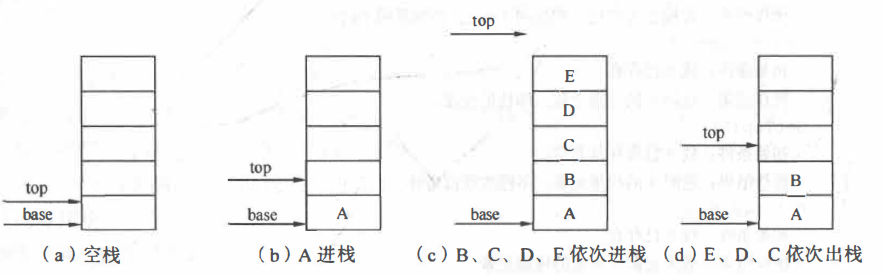 top
E
D
top
C
top
B
B
top
base
base
A
base
A
base
A
（a）空栈
（b）A 进栈
（c）B、C、D、E 依次进栈
（d）E、D、C 依次出栈